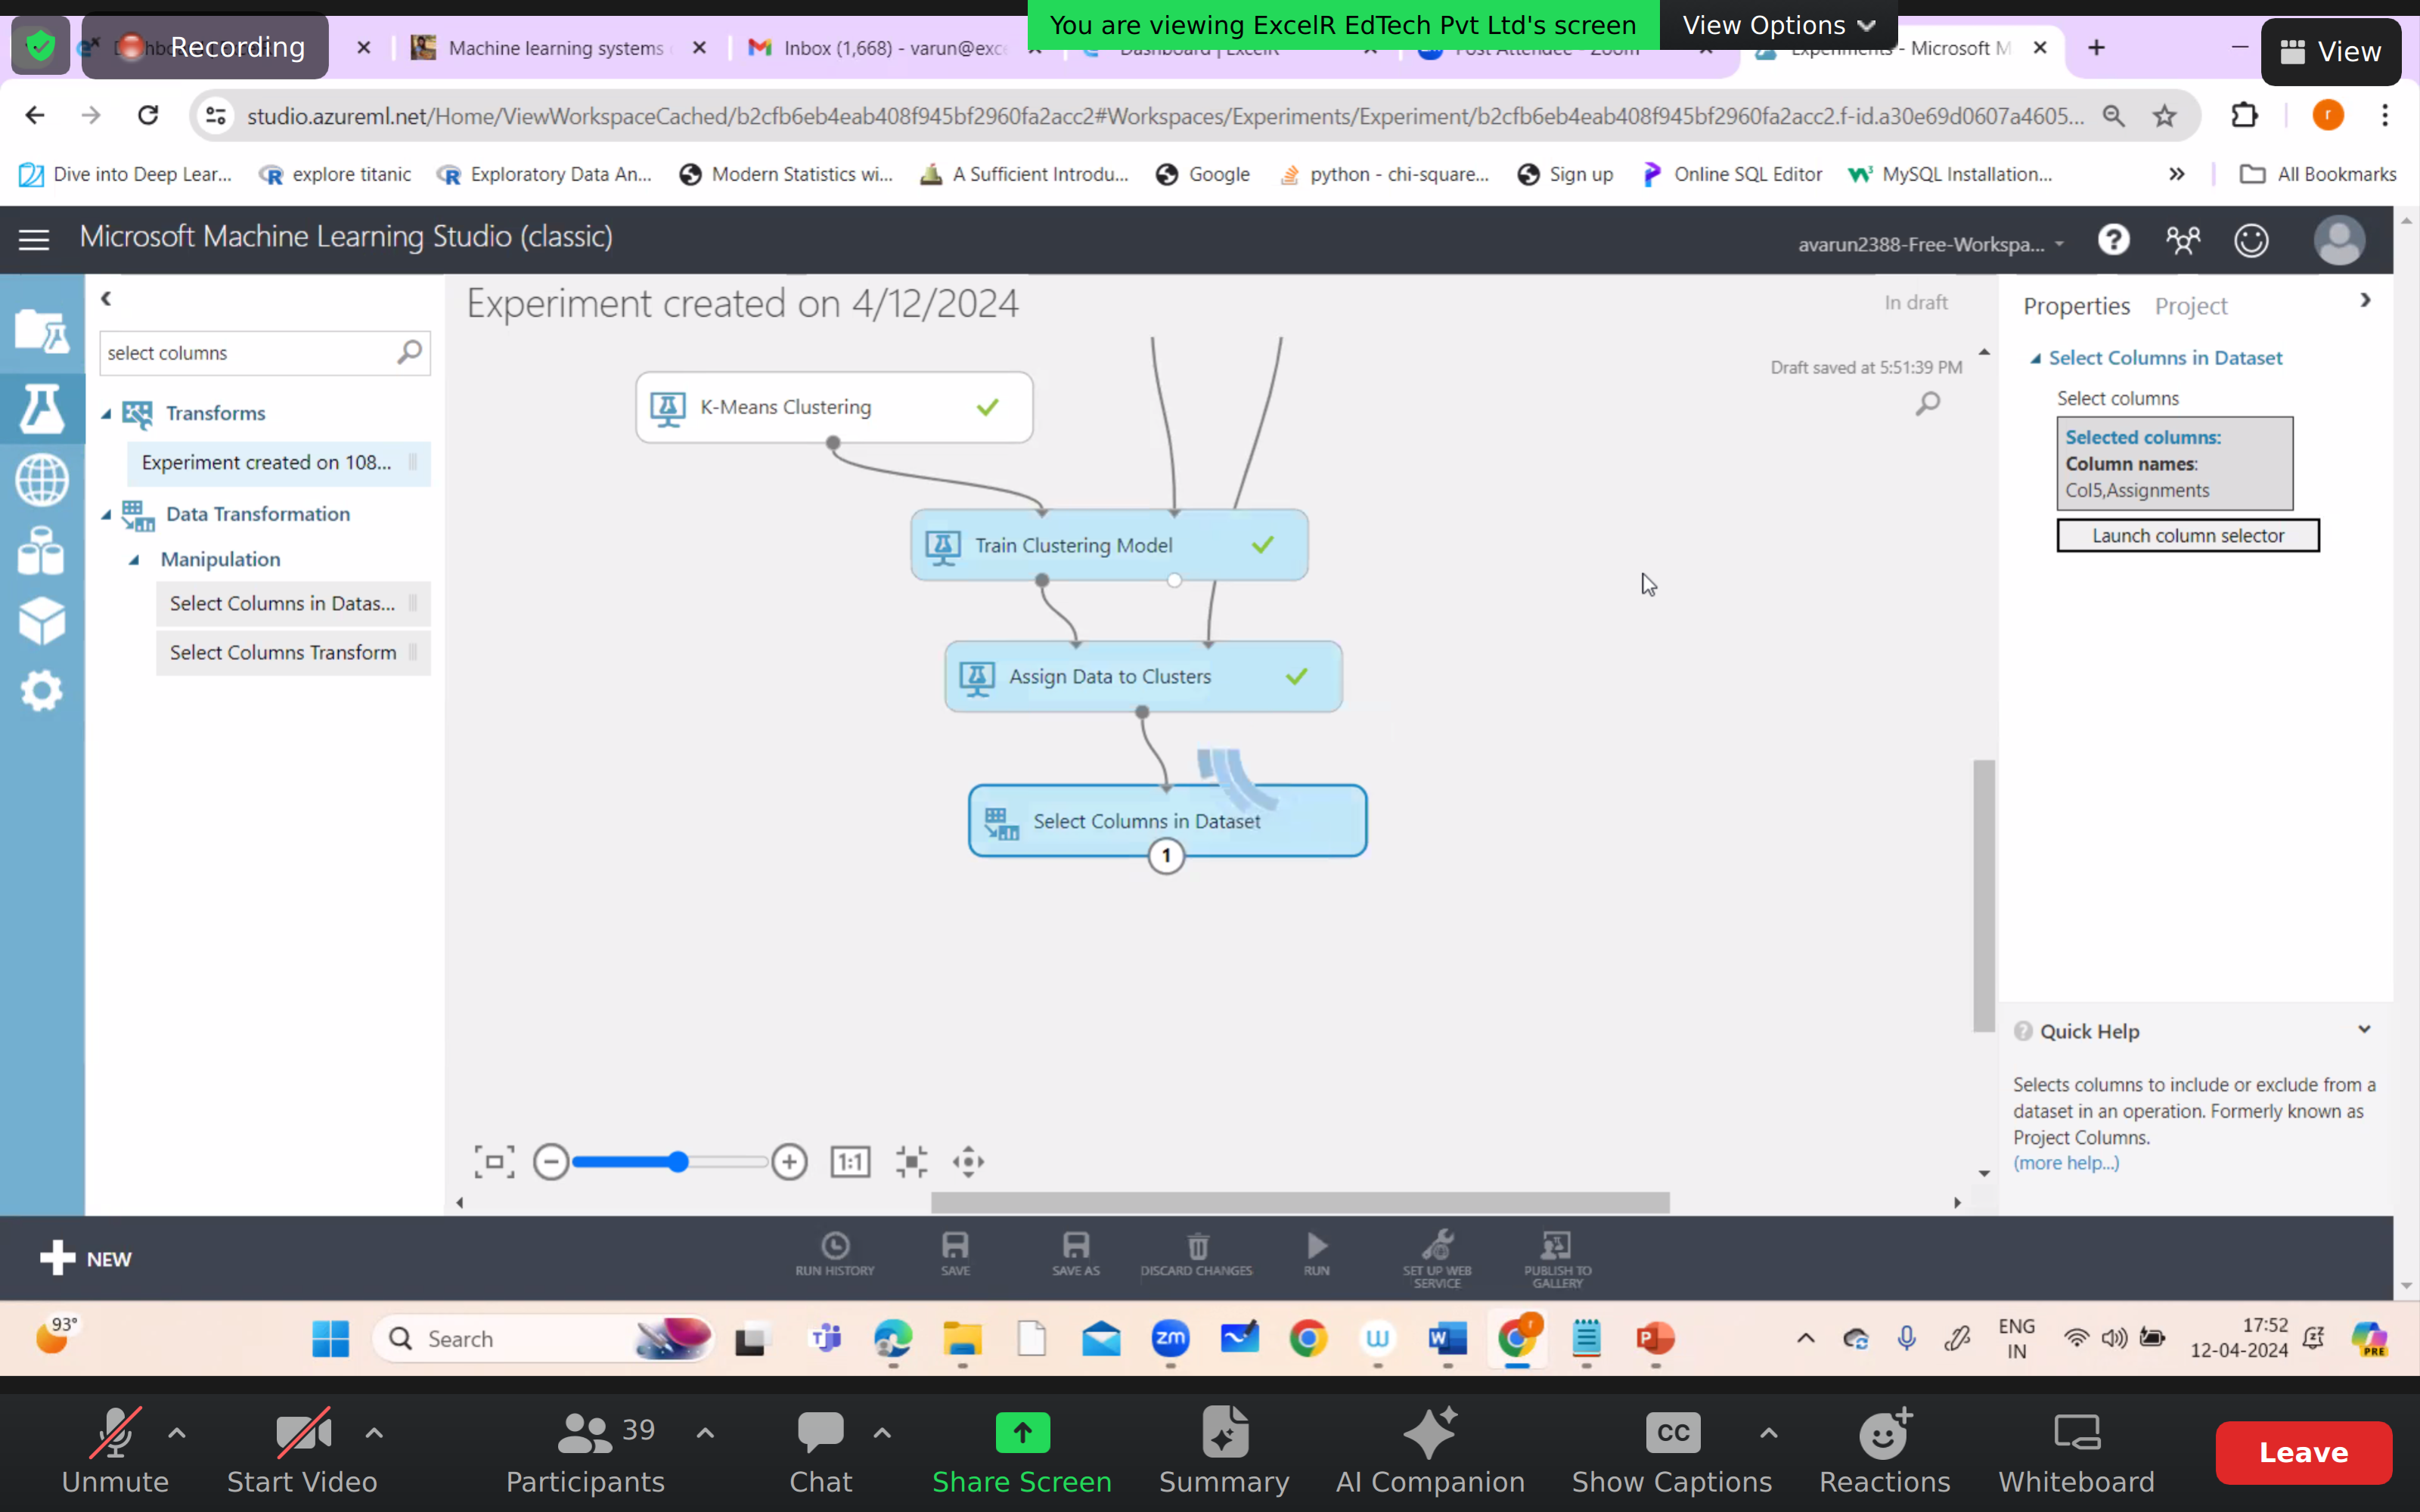 You are viewing ExcelR EdTech Pvt Ltd's screen
View Options
Recording
View
Machine learning systems
Inbox (1,668) - varun@exce
Dashboard | ExcelR
Post Attendee - Zoom
Experiments - Microsoft M
studio.azureml.net/Home/ViewWorkspaceCached/b2cfb6eb4eab408f945bf2960fa2acc2#Workspaces/Experiments/Experiment/b2cfb6eb4eab408f945bf2960fa2acc2.f-id.a30e69d0607a4605...
r
Dive into Deep Lear...
explore titanic
Exploratory Data An...
Modern Statistics wi...
A Sufficient Introdu...
Google
python - chi-square...
Sign up
Online SQL Editor
MySQL Installation...
All Bookmarks
Microsoft Machine Learning Studio (classic)
avarun2388-Free-Workspa...
select columns
Transforms
Experiment created on 108...
Data Transformation
Manipulation
Select Columns in Datas...
Select Columns Transform
Experiment created on 4/12/2024
In draft
Draft saved at 5:51:39 PM
K-Means Clustering
Train Clustering Model
Assign Data to Clusters
Select Columns in Dataset
1
1:1
Properties
Project
Select Columns in Dataset
Select columns
Selected columns:
Column names:
Col5,Assignments
Launch column selector
Quick Help
Selects columns to include or exclude from a
dataset in an operation. Formerly known as
Project Columns.
(more help...)
NEW
RUN HISTORY
SAVE
SAVE AS
DISCARD CHANGES
RUN
SET UP WEB
SERVICE
PUBLISH TO
GALLERY
93°
Search
zm
ENG
IN
17:52
12-04-2024
PRE
Unmute
Start Video
Participants
39
Chat
Share Screen
Summary
AI Companion
CC
Show Captions
Reactions
Whiteboard
Leave